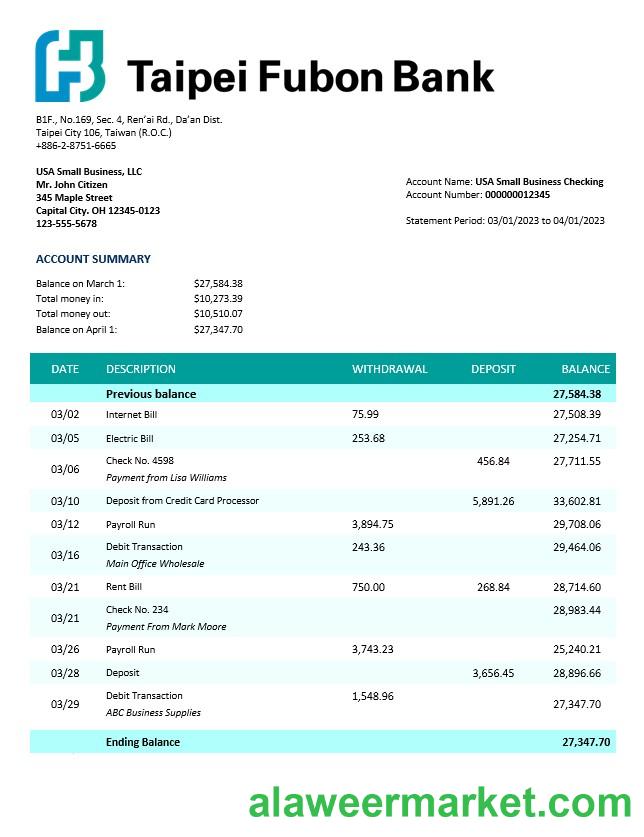 Taipei Fubon Bank
B1F., No.169, Sec. 4, Ren'ai Rd., Da'an Dist.
Taipei City 106, Taiwan (R.O.C.)
+886-2-8751-6665
USA Small Business, LLC
Mr. John Citizen
345 Maple Street
Capital City. OH 12345-0123
123-555-5678
Account Name: USA Small Business Checking
Account Number: 000000012345
Statement Period: 03/01/2023 to 04/01/2023
ACCOUNT SUMMARY
Balance on March 1: $27,584.38
Total money in: $10,273.39
Total money out: $10,510.07
Balance on April 1: $27,347.70
DATE DESCRIPTION WITHDRAWAL DEPOSIT BALANCE
Previous balance 27,584.38
03/02 Internet Bill 75.99 27,508.39
03/05 Electric Bill 253.68 27,254.71
03/06 Check No. 4598 456.84 27,711.55
Payment from Lisa Williams
03/10 Deposit from Credit Card Processor 5,891.26 33,602.81
03/12 Payroll Run 3,894.75 29,708.06
03/16 Debit Transaction 243.36 29,464.06
Main Office Wholesale
03/21 Rent Bill 750.00 268.84 28,714.60
03/21 Check No. 234 28,983.44
Payment From Mark Moore
03/26 Payroll Run 3,743.23 25,240.21
03/28 Deposit 3,656.45 28,896.66
03/29 Debit Transaction 1,548.96 27,347.70
ABC Business Supplies
Ending Balance 27,347.70
alaweermarket.com